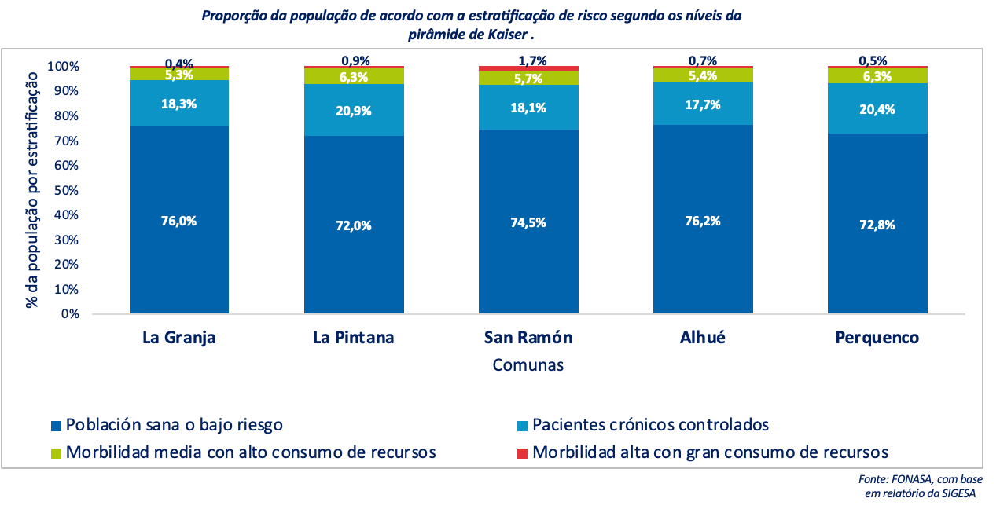 Proporção da população de acordo com a estratificação de risco segundo os níveis da
pirâmide de Kaiser .
% da população por estratificação
100%
90%
80%
70%
60%
50%
40%
30%
20%
10%
0%
0,4%
5,3%
18,3%
76,0%
0,9%
6,3%
20,9%
72,0%
1,7%
5,7%
18,1%
74,5%
0,7%
5,4%
17,7%
76,2%
0,5%
6,3%
20,4%
72,8%
La Granja
La Pintana
San Ramón
Alhué
Perquenco
Comunas
Población sana o bajo riesgo
Pacientes crónicos controlados
Morbilidad media con alto consumo de recursos
Morbilidad alta con gran consumo de recursos
Fonte: FONASA, com base
em relatório da SIGESA